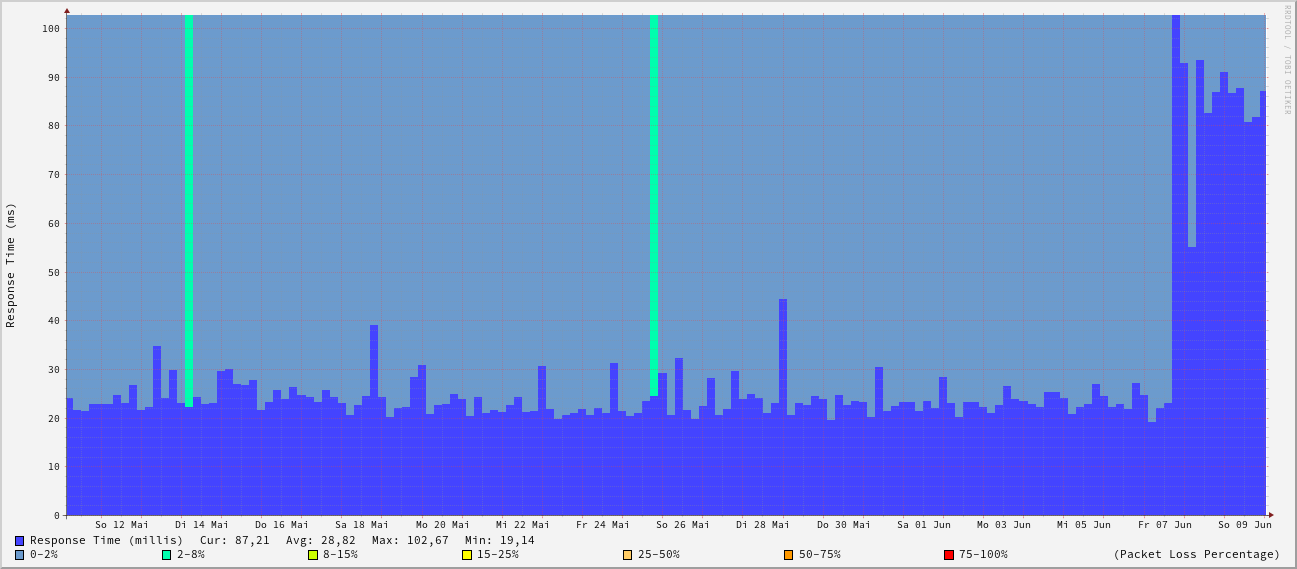 RRDTOOL / TOBI OETIKER
Response Time (ms)
100
90
80
70
60
50
40
30
20
10
0
So 12 Mai Di 14 Mai Do 16 Mai Sa 18 Mai Mo 20 Mai Mi 22 Mai Fr 24 Mai So 26 Mai Di 28 Mai Do 30 Mai Sa 01 Jun Mo 03 Jun Mi 05 Jun Fr 07 Jun So 09 Jun
Response Time (millis) Cur: 87,21 Avg: 28,82 Max: 102,67 Min: 19,14
0-2% 2-8% 8-15% 15-25% 25-50% 50-75% 75-100% (Packet Loss Percentage)